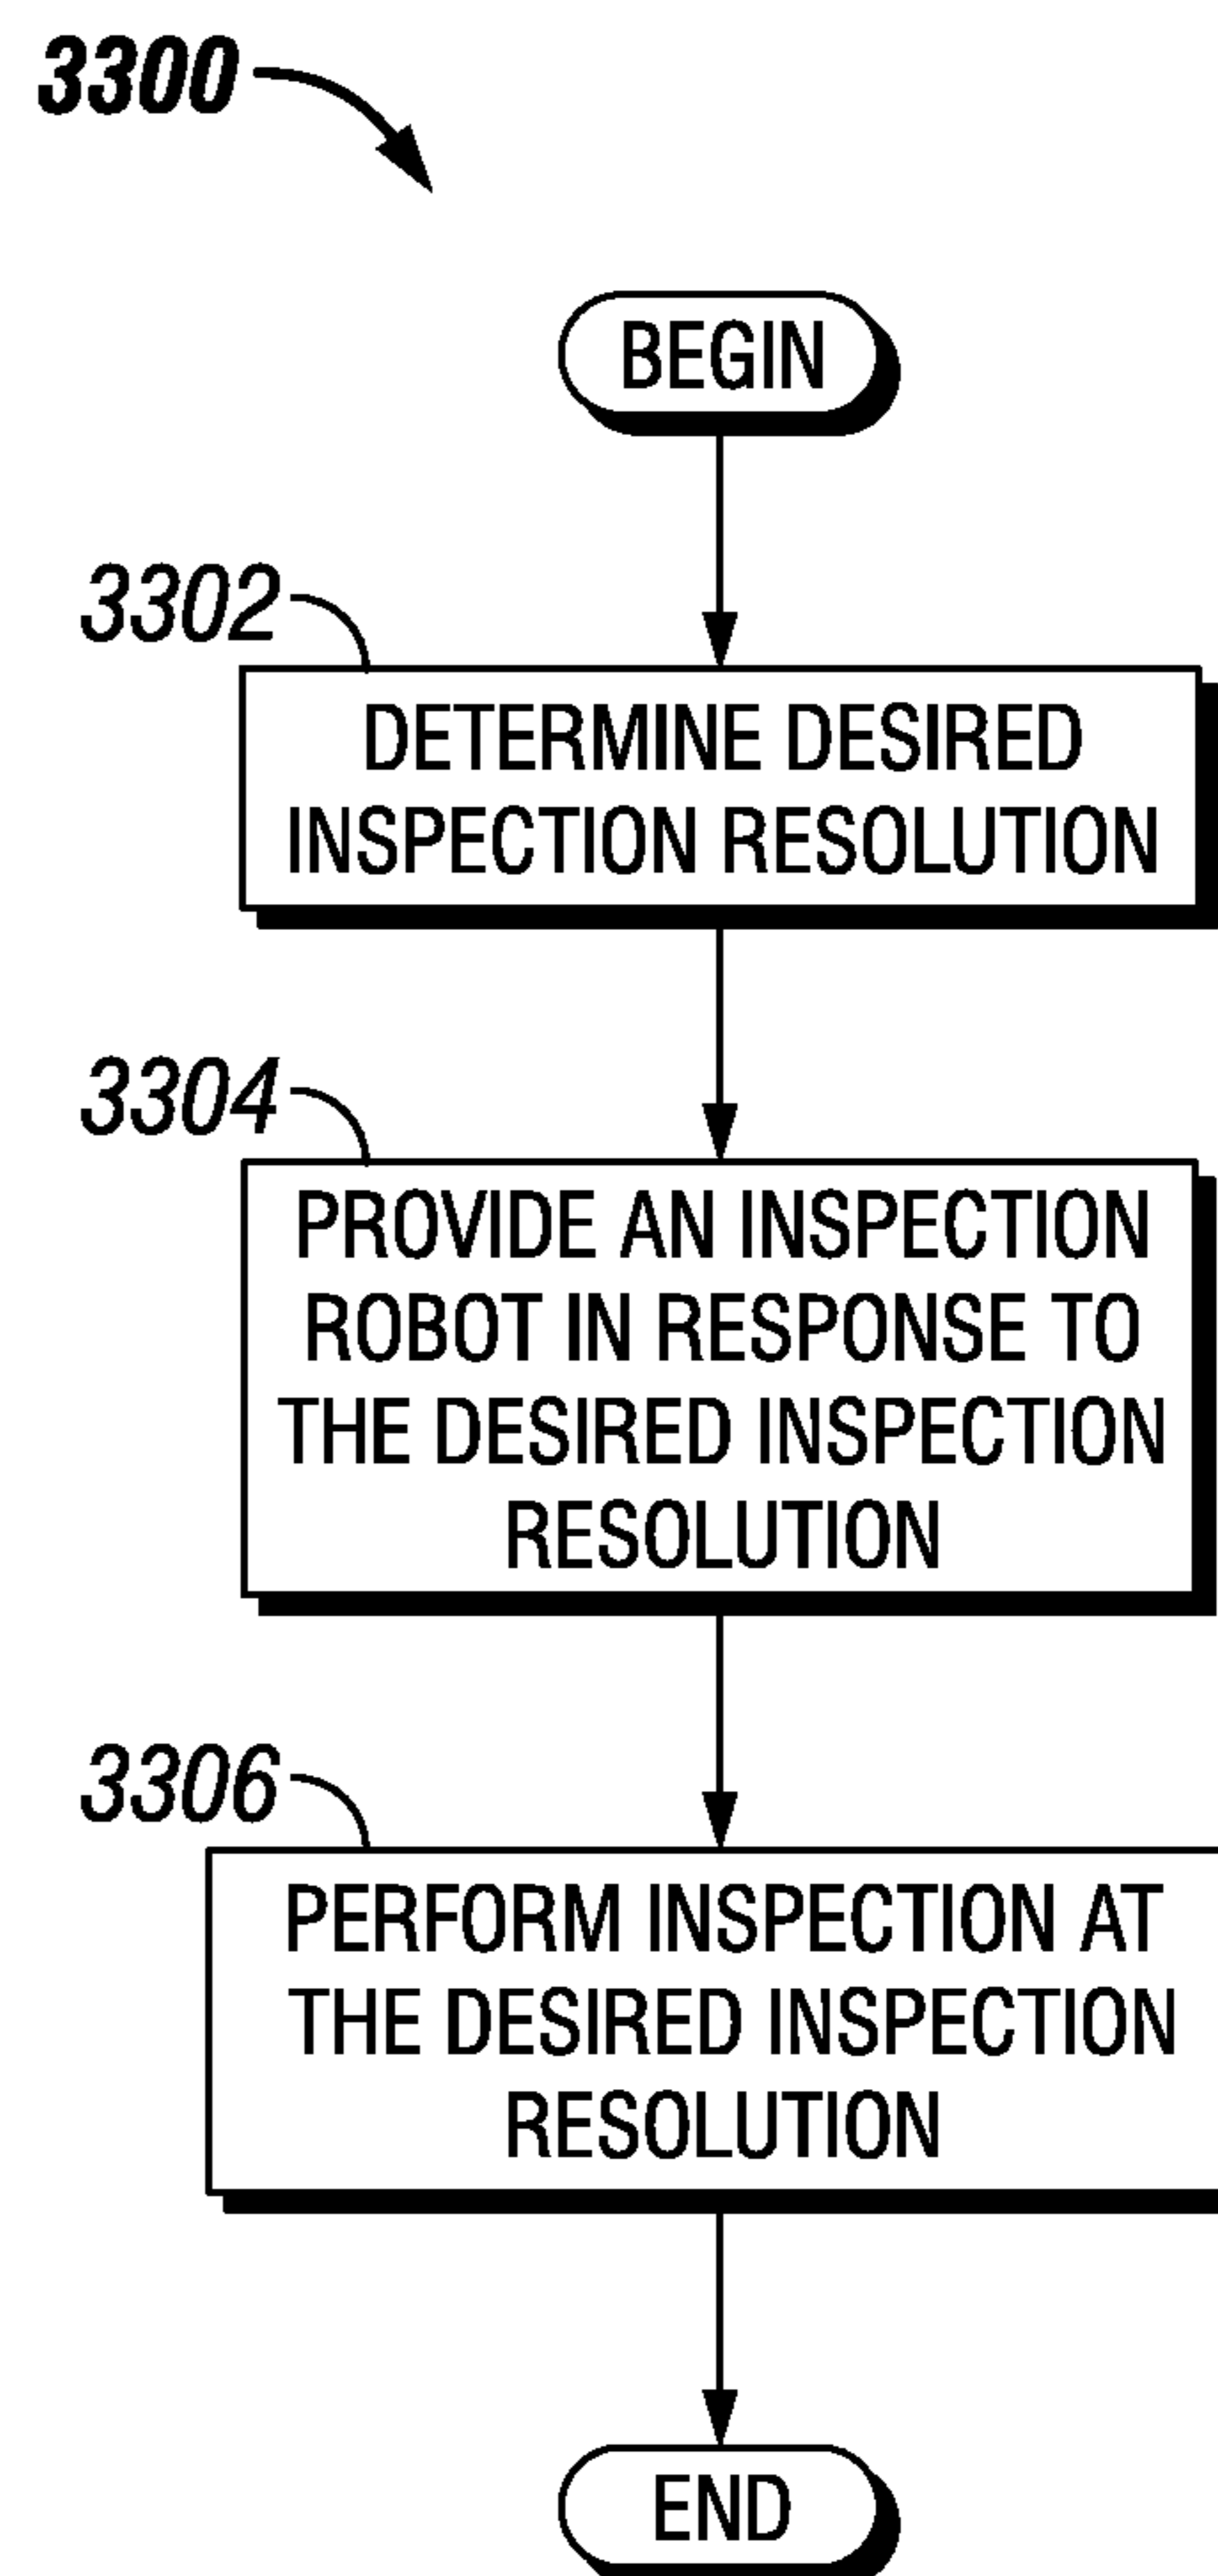 3300
BEGIN
3302
DETERMINE DESIRED
INSPECTION RESOLUTION
3304
PROVIDE AN INSPECTION
ROBOT IN RESPONSE TO
THE DESIRED INSPECTION
RESOLUTION
3306
PERFORM INSPECTION AT
THE DESIRED INSPECTION
RESOLUTION
END